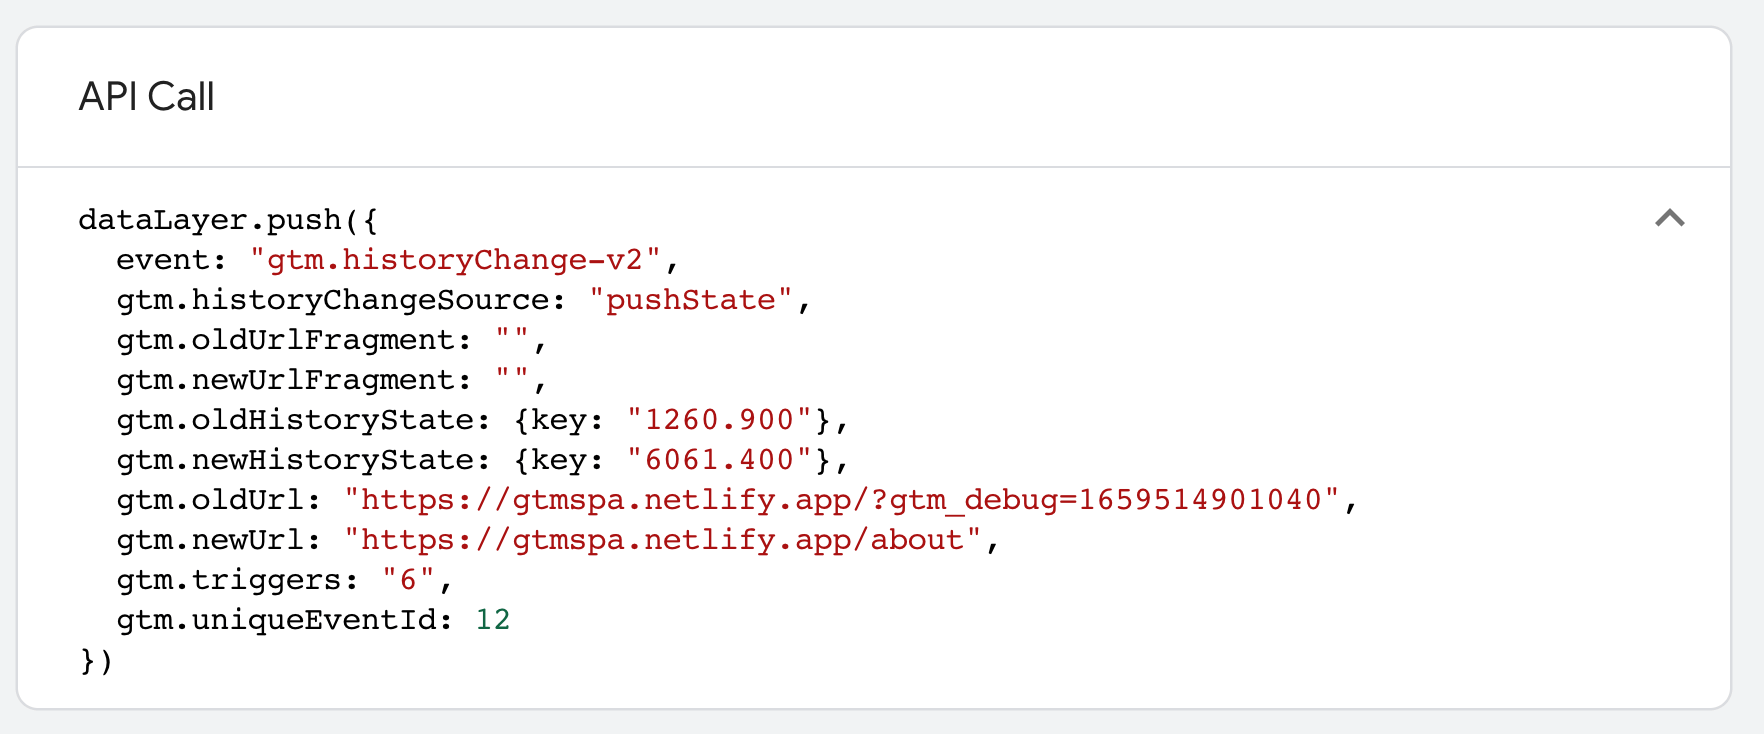 API Call
dataLayer.push({
  event: "gtm.historyChange-v2",
  gtm.historyChangeSource: "pushState",
  gtm.oldUrlFragment: "",
  gtm.newUrlFragment: "",
  gtm.oldHistoryState: {key: "1260.900"},
  gtm.newHistoryState: {key: "6061.400"},
  gtm.oldUrl: "https://gtmspa.netlify.app/?gtm_debug=1659514901040",
  gtm.newUrl: "https://gtmspa.netlify.app/about",
  gtm.triggers: "6",
  gtm.uniqueEventId: 12
})